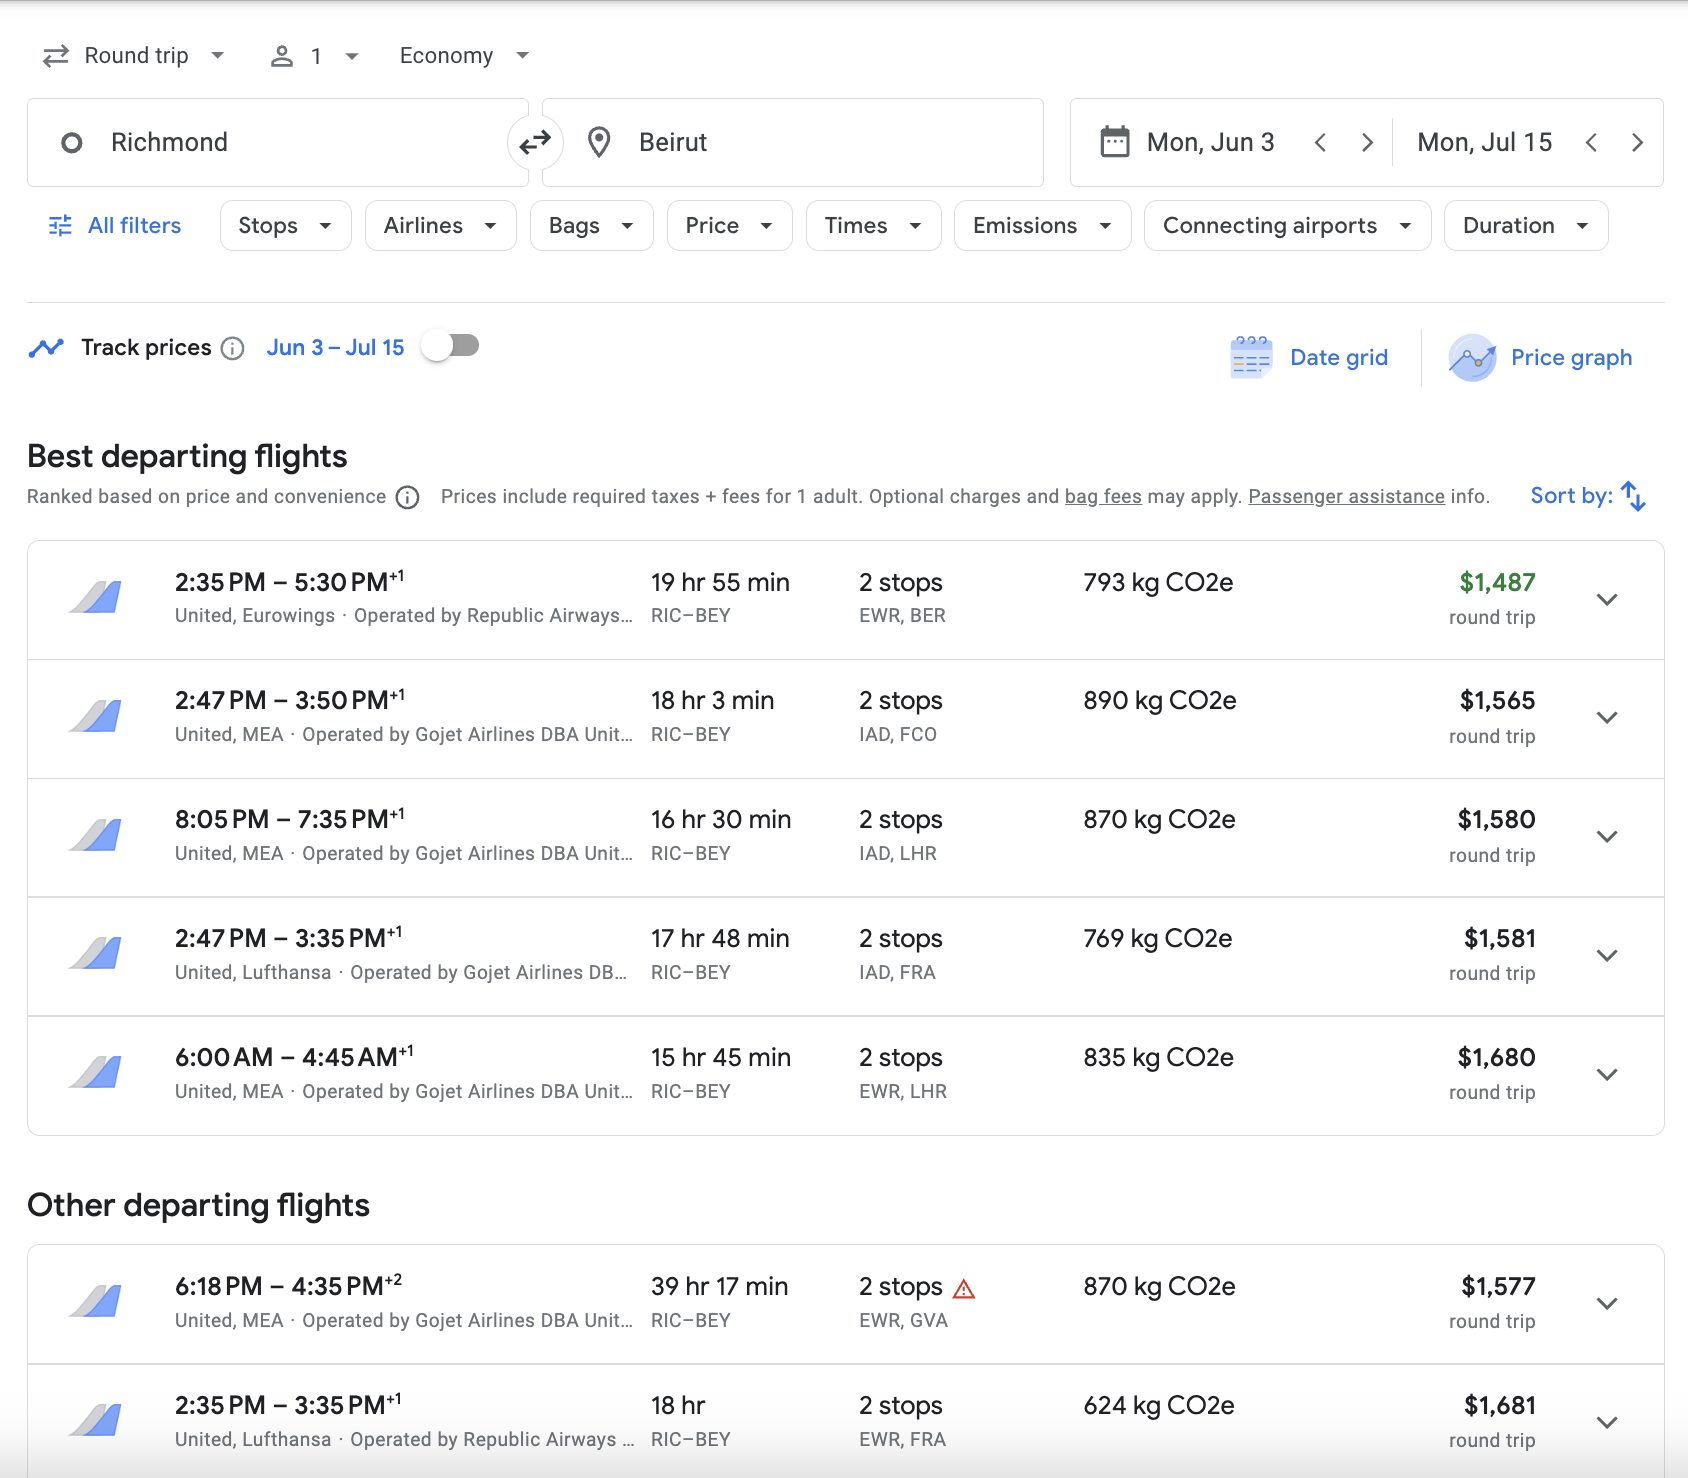 Round trip 1 Economy
Richmond Beirut Mon, Jun 3 Mon, Jul 15
All filters Stops Airlines Bags Price Times Emissions Connecting airports Duration
Track prices Jun 3 – Jul 15 Date grid Price graph
Best departing flights
Ranked based on price and convenience Prices include required taxes + fees for 1 adult. Optional charges and bag fees may apply. Passenger assistance info. Sort by:
2:35 PM – 5:30 PM+1 19 hr 55 min 2 stops 793 kg CO2e $1,487
United, Eurowings · Operated by Republic Airways... RIC–BEY EWR, BER round trip
2:47 PM – 3:50 PM+1 18 hr 3 min 2 stops 890 kg CO2e $1,565
United, MEA · Operated by Gojet Airlines DBA Unit... RIC–BEY IAD, FCO round trip
8:05 PM – 7:35 PM+1 16 hr 30 min 2 stops 870 kg CO2e $1,580
United, MEA · Operated by Gojet Airlines DBA Unit... RIC–BEY IAD, LHR round trip
2:47 PM – 3:35 PM+1 17 hr 48 min 2 stops 769 kg CO2e $1,581
United, Lufthansa · Operated by Gojet Airlines DB... RIC–BEY IAD, FRA round trip
6:00 AM – 4:45 AM+1 15 hr 45 min 2 stops 835 kg CO2e $1,680
United, MEA · Operated by Gojet Airlines DBA Unit... RIC–BEY EWR, LHR round trip
Other departing flights
6:18 PM – 4:35 PM+2 39 hr 17 min 2 stops 870 kg CO2e $1,577
United, MEA · Operated by Gojet Airlines DBA Unit... RIC–BEY EWR, GVA round trip
2:35 PM – 3:35 PM+1 18 hr 2 stops 624 kg CO2e $1,681
United, Lufthansa · Operated by Republic Airways ... RIC–BEY EWR, FRA round trip